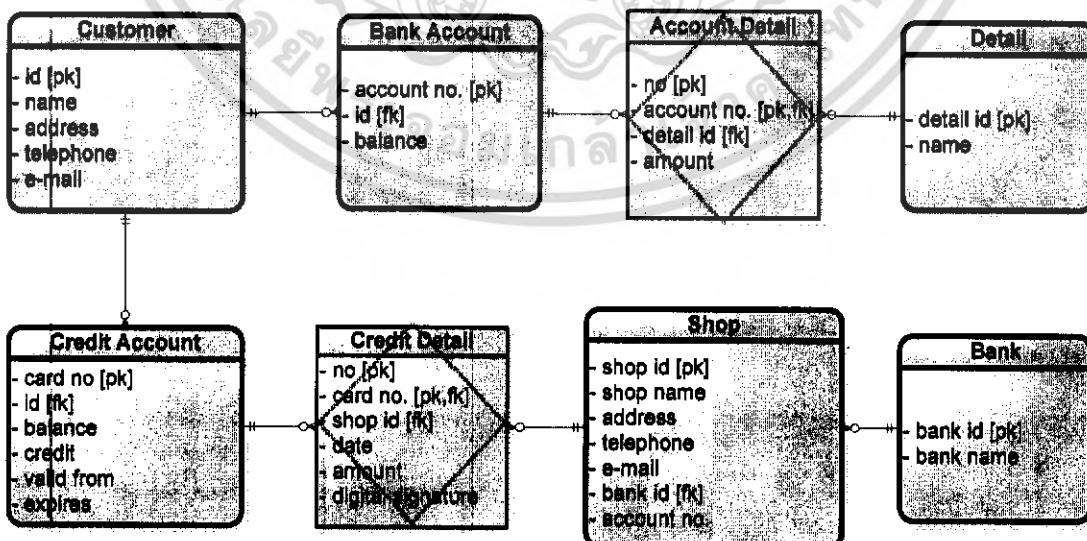 Customer
- id [pk]
- name
- address
- telephone
- e-mail
Bank Account
- account no. [pk]
- id [fk]
- balance
Account Detail
- no [pk]
- account no. [pk,fk]
- detail id [fk]
- amount
Detail
- detail id [pk]
- name
Credit Account
- card no [pk]
- id [fk]
- balance
- credit
- valid from
- expires
Credit Detail
- no [pk]
- card no. [pk,fk]
- shop id [fk]
- date
- amount
- digital signature
Shop
- shop id [pk]
- shop name
- address
- telephone
- e-mail
- bank id [fk]
- account no.
Bank
- bank id [pk]
- bank name